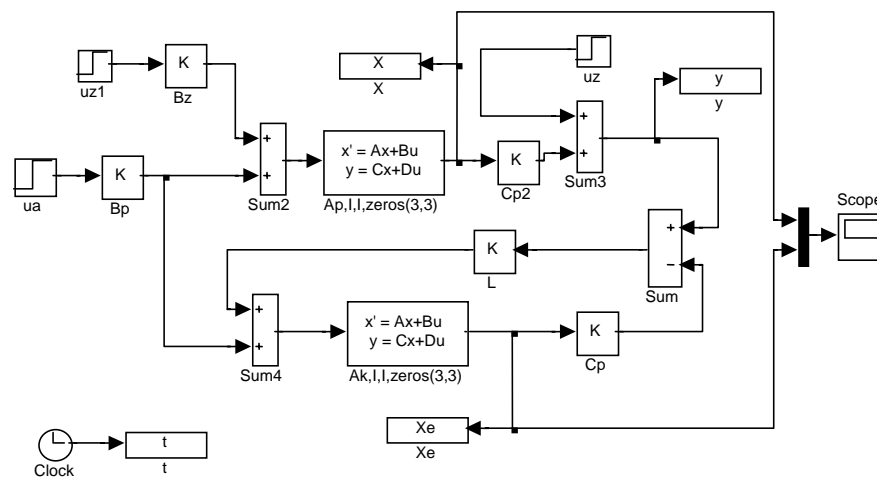 K
uz1
Bz
X
X
uz
y
y
+
+
Sum2
x' = Ax+Bu
y = Cx+Du
Ap,I,I,zeros(3,3)
K
Cp2
+
+
Sum3
ua
K
Bp
Scope
K
L
+
−
Sum
+
+
Sum4
x' = Ax+Bu
y = Cx+Du
Ak,I,I,zeros(3,3)
K
Cp
Xe
Xe
Clock
t
t